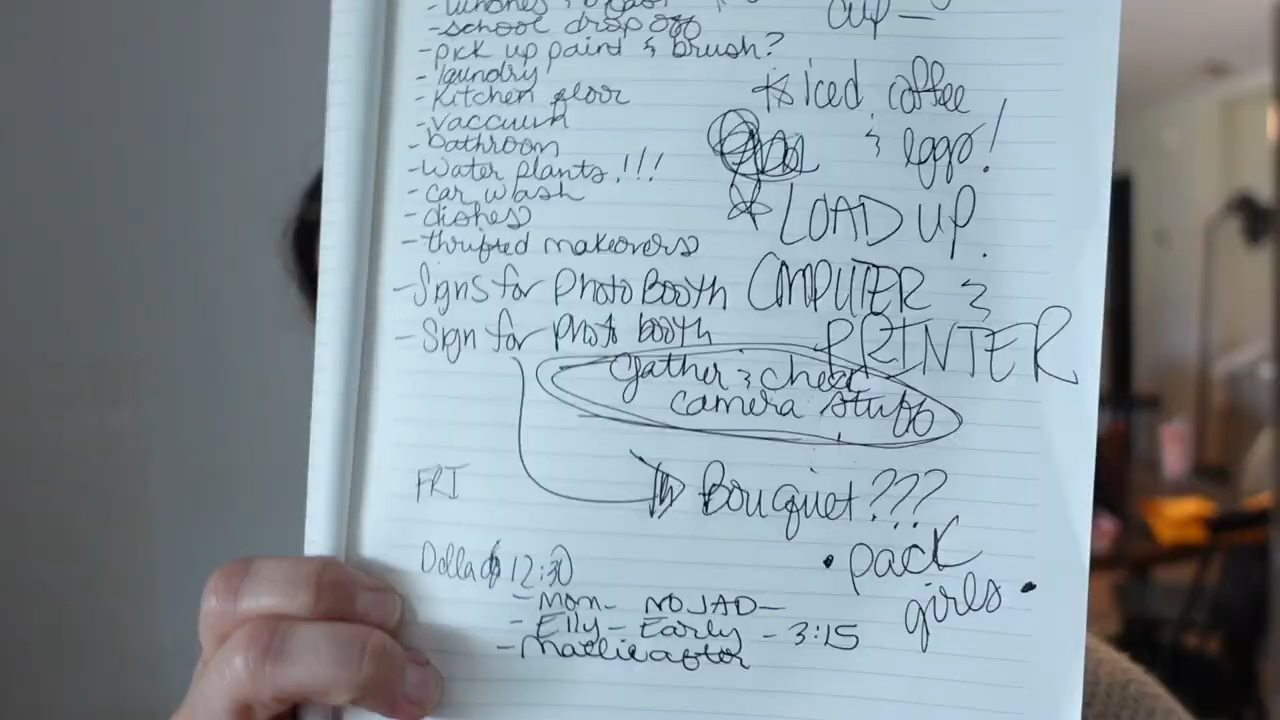 - school drop off
- pick up paint & brush?
- laundry
- Kitchen floor
- vaccuum
- bathroom
- Water plants!!!
- car wash
- dishes
- thrifted makeovers
- Signs for Photo Booth
- Sign for photo booth
cup -
* iced coffee
& eggo!
* LOAD UP
COMPUTER &
PRINTER
gather & check
camera stuff
Bouquet???
• pack
girls •
FRI
12:30
- Mom - NO JAD -
- Elly - Early - 3:15